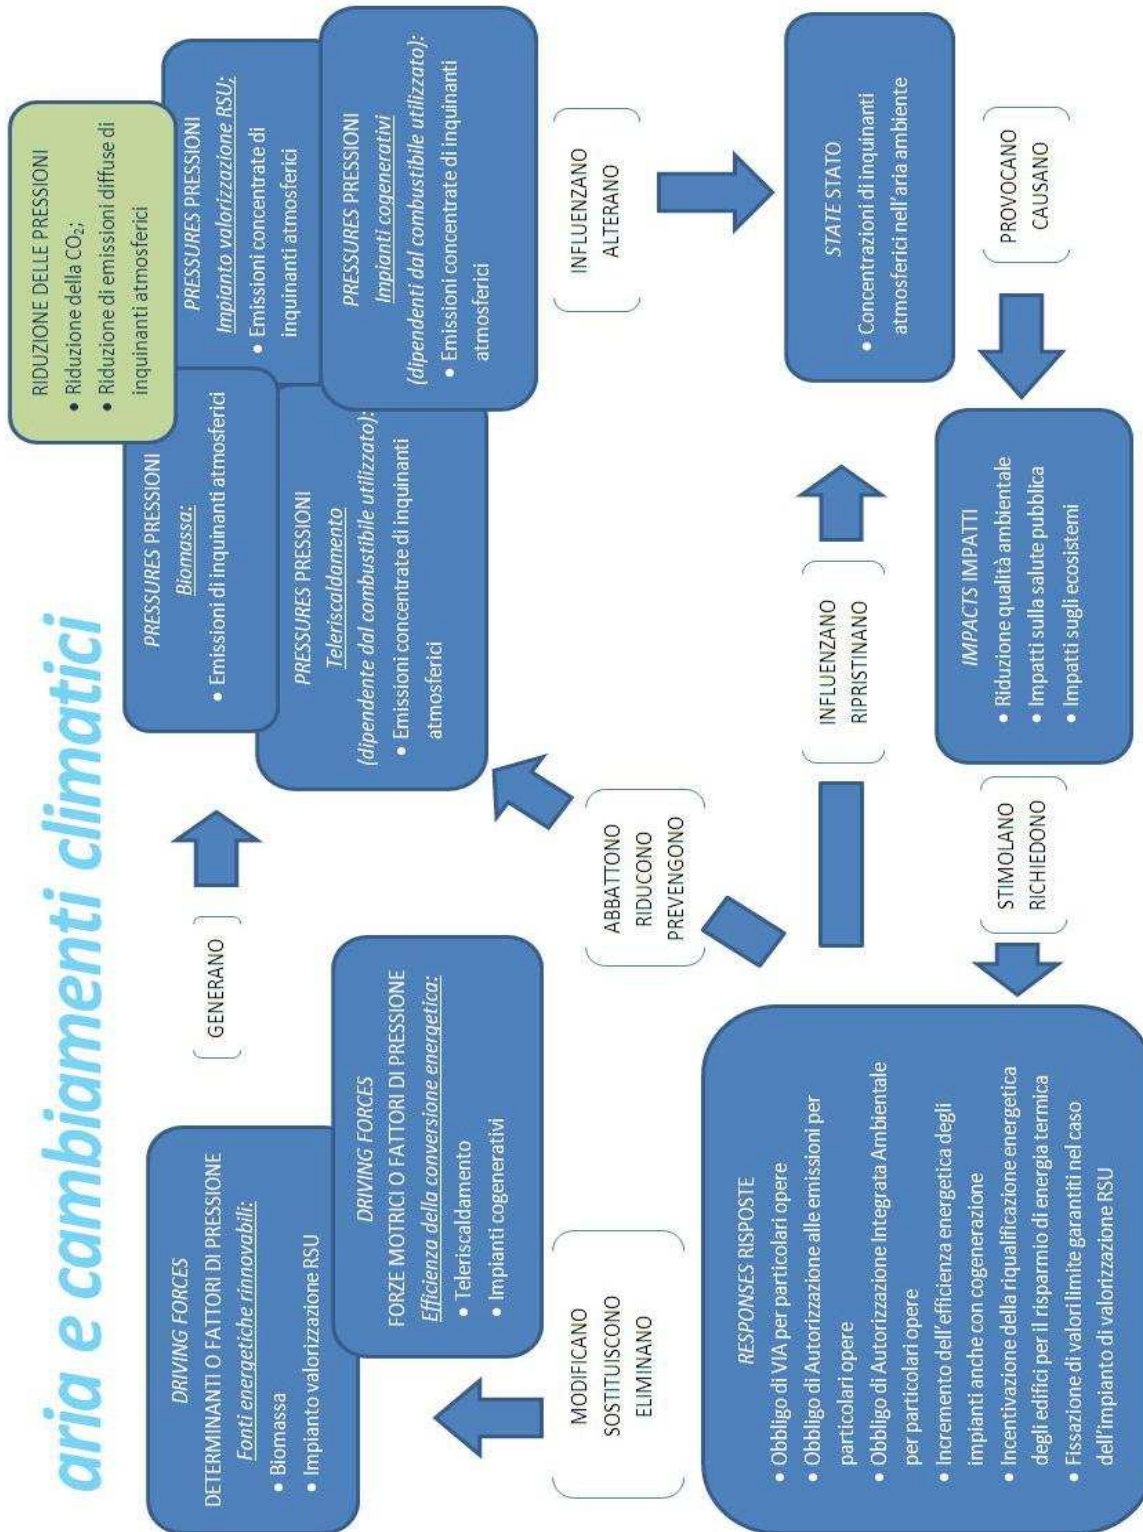 aria e cambiamenti climatici
DRIVING FORCES
DETERMINANTI O FATTORI DI PRESSIONE
Fonti energetiche rinnovabili:
• Biomassa
• Impianto valorizzazione RSU
DRIVING FORCES
FORZE MOTRICI O FATTORI DI PRESSIONE
Efficienza della conversione energetica:
• Teleriscaldamento
• Impianti cogenerativi
GENERANO
RIDUZIONE DELLE PRESSIONI
• Riduzione della CO₂;
• Riduzione di emissioni diffuse di
inquinanti atmosferici
PRESSURES PRESSIONI
Biomassa:
• Emissioni di inquinanti atmosferici
PRESSURES PRESSIONI
Impianto valorizzazione RSU:
• Emissioni concentrate di
inquinanti atmosferici
PRESSURES PRESSIONI
Teleriscaldamento
(dipendente dal combustibile utilizzato):
• Emissioni concentrate di inquinanti
atmosferici
PRESSURES PRESSIONI
Impianti cogenerativi
(dipendenti dal combustibile utilizzato):
• Emissioni concentrate di inquinanti
atmosferici
MODIFICANO
SOSTITUISCONO
ELIMINANO
ABBATTONO
RIDUCONO
PREVENGONO
INFLUENZANO
ALTERANO
RESPONSES RISPOSTE
• Obbligo di VIA per particolari opere
• Obbligo di Autorizzazione alle emissioni per
particolari opere
• Obbligo di Autorizzazione Integrata Ambientale
per particolari opere
• Incremento dell'efficienza energetica degli
impianti anche con cogenerazione
• Incentivazione della riqualificazione energetica
degli edifici per il risparmio di energia termica
• Fissazione di valori limite garantiti nel caso
dell'impianto di valorizzazione RSU
INFLUENZANO
RIPRISTINANO
STATE STATO
• Concentrazioni di inquinanti
atmosferici nell'aria ambiente
STIMOLANO
RICHIEDONO
IMPACTS IMPATTI
• Riduzione qualità ambientale
• Impatti sulla salute pubblica
• Impatti sugli ecosistemi
PROVOCANO
CAUSANO